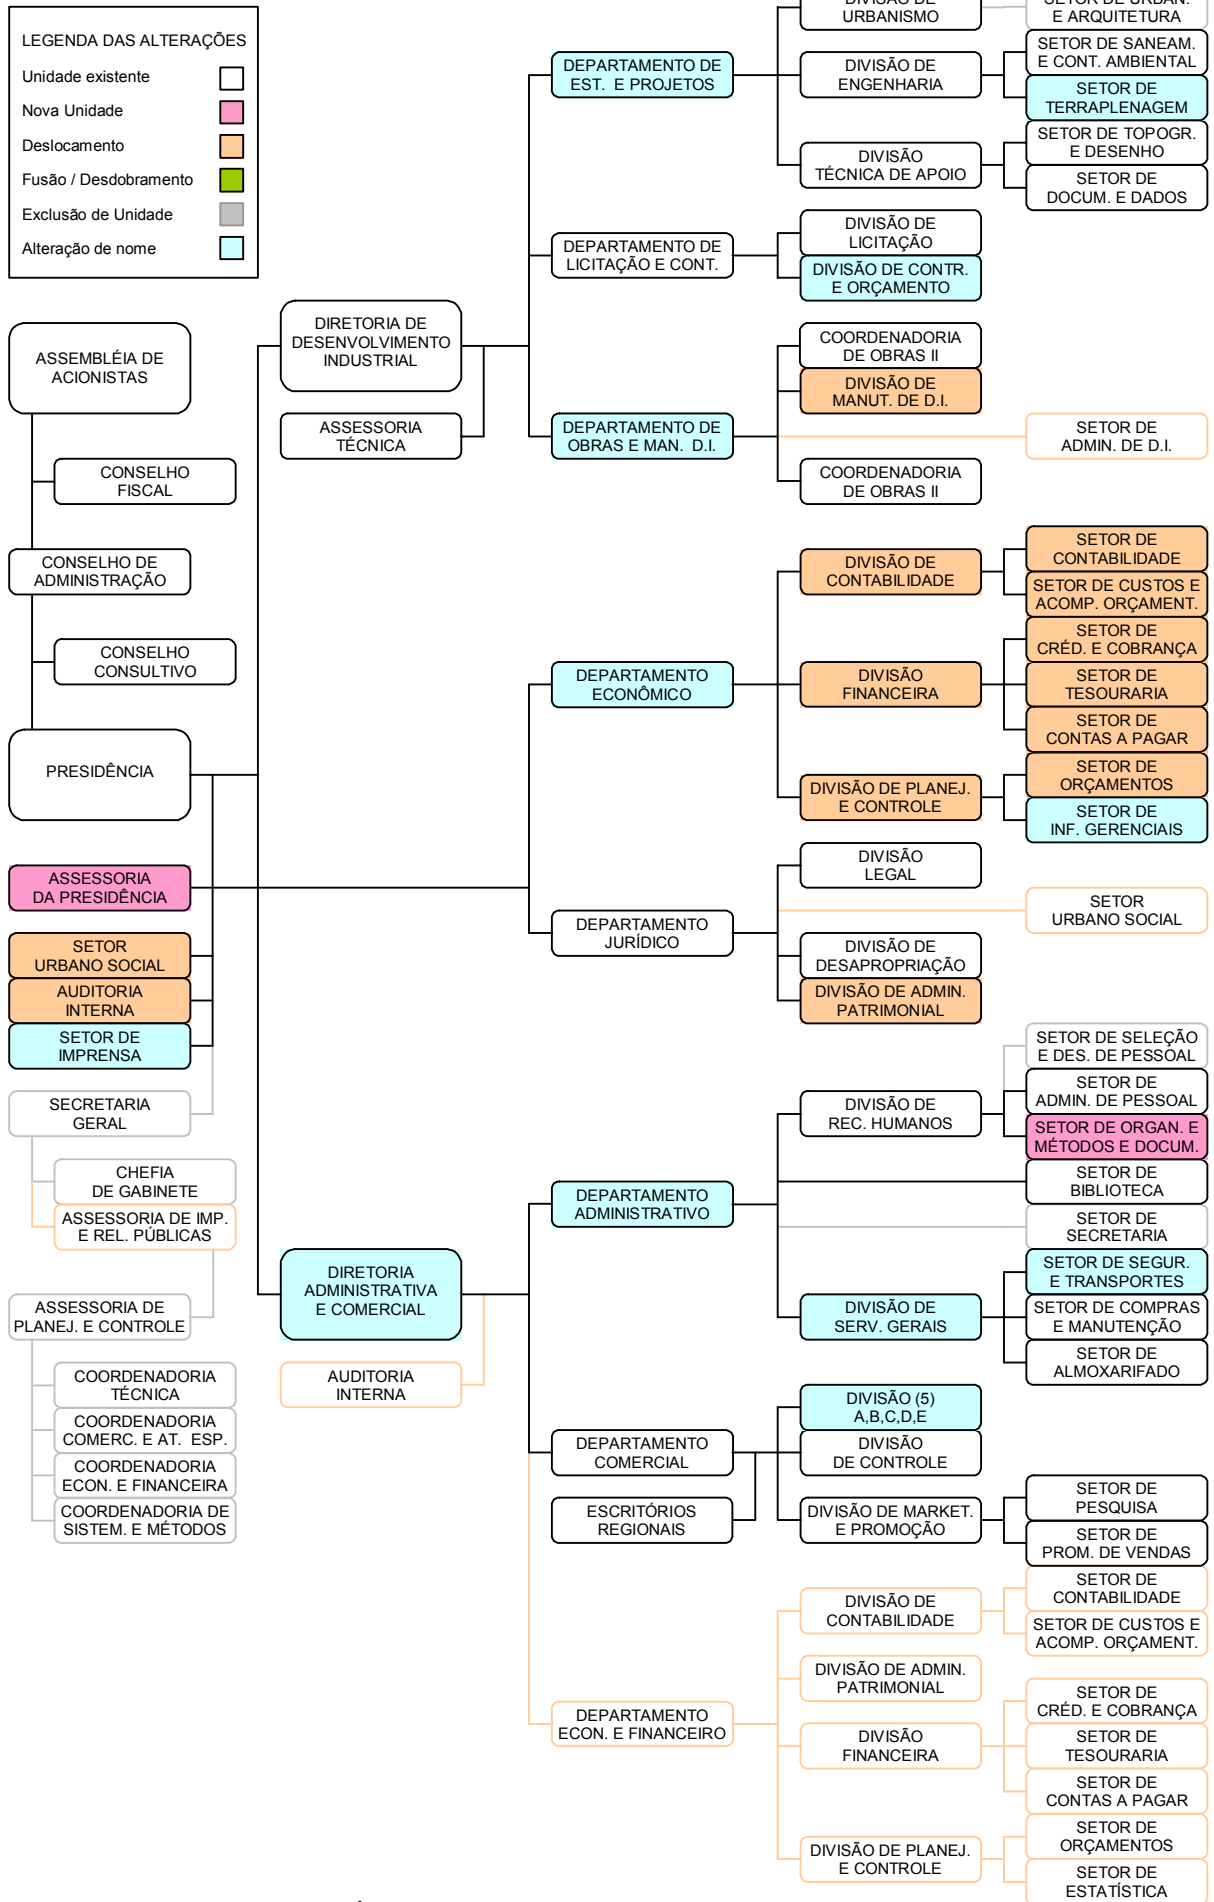 LEGENDA DAS ALTERAÇÕES
Unidade existente
Nova Unidade
Deslocamento
Fusão / Desdobramento
Exclusão de Unidade
Alteração de nome
ASSEMBLÉIA DE
ACIONISTAS
CONSELHO
FISCAL
CONSELHO DE
ADMINISTRAÇÃO
CONSELHO
CONSULTIVO
PRESIDÊNCIA
ASSESSORIA
DA PRESIDÊNCIA
SETOR
URBANO SOCIAL
AUDITORIA
INTERNA
SETOR DE
IMPRENSA
SECRETARIA
GERAL
CHEFIA
DE GABINETE
ASSESSORIA DE IMP.
E REL. PÚBLICAS
ASSESSORIA DE
PLANEJ. E CONTROLE
COORDENADORIA
TÉCNICA
COORDENADORIA
COMERC. E AT. ESP.
COORDENADORIA
ECON. E FINANCEIRA
COORDENADORIA DE
SISTEM. E MÉTODOS
DIRETORIA DE
DESENVOLVIMENTO
INDUSTRIAL
ASSESSORIA
TÉCNICA
DIRETORIA
ADMINISTRATIVA
E COMERCIAL
AUDITORIA
INTERNA
DEPARTAMENTO DE
EST. E PROJETOS
DIVISÃO DE
URBANISMO
SETOR DE URBAN.
E ARQUITETURA
DIVISÃO DE
ENGENHARIA
SETOR DE SANEAM.
E CONT. AMBIENTAL
SETOR DE
TERRAPLENAGEM
DIVISÃO
TÉCNICA DE APOIO
SETOR DE TOPOGR.
E DESENHO
SETOR DE
DOCUM. E DADOS
DEPARTAMENTO DE
LICITAÇÃO E CONT.
DIVISÃO DE
LICITAÇÃO
DIVISÃO DE CONTR.
E ORÇAMENTO
DEPARTAMENTO DE
OBRAS E MAN. D.I.
COORDENADORIA
DE OBRAS II
DIVISÃO DE
MANUT. DE D.I.
SETOR DE
ADMIN. DE D.I.
COORDENADORIA
DE OBRAS II
DEPARTAMENTO
ECONÔMICO
DIVISÃO DE
CONTABILIDADE
SETOR DE
CONTABILIDADE
SETOR DE CUSTOS E
ACOMP. ORÇAMENT.
DIVISÃO
FINANCEIRA
SETOR DE
CRÉD. E COBRANÇA
SETOR DE
TESOURARIA
SETOR DE
CONTAS A PAGAR
DIVISÃO DE PLANEJ.
E CONTROLE
SETOR DE
ORÇAMENTOS
SETOR DE
INF. GERENCIAIS
DEPARTAMENTO
JURÍDICO
DIVISÃO
LEGAL
SETOR
URBANO SOCIAL
DIVISÃO DE
DESAPROPRIAÇÃO
DIVISÃO DE ADMIN.
PATRIMONIAL
DEPARTAMENTO
ADMINISTRATIVO
DIVISÃO DE
REC. HUMANOS
SETOR DE SELEÇÃO
E DES. DE PESSOAL
SETOR DE
ADMIN. DE PESSOAL
SETOR DE ORGAN. E
MÉTODOS E DOCUM.
SETOR DE
BIBLIOTECA
SETOR DE
SECRETARIA
DIVISÃO DE
SERV. GERAIS
SETOR DE SEGUR.
E TRANSPORTES
SETOR DE COMPRAS
E MANUTENÇÃO
SETOR DE
ALMOXARIFADO
DEPARTAMENTO
COMERCIAL
ESCRITÓRIOS
REGIONAIS
DIVISÃO (5)
A,B,C,D,E
DIVISÃO
DE CONTROLE
DIVISÃO DE MARKET.
E PROMOÇÃO
SETOR DE
PESQUISA
SETOR DE
PROM. DE VENDAS
DEPARTAMENTO
ECON. E FINANCEIRO
DIVISÃO DE
CONTABILIDADE
SETOR DE
CONTABILIDADE
SETOR DE CUSTOS E
ACOMP. ORÇAMENT.
DIVISÃO DE ADMIN.
PATRIMONIAL
DIVISÃO
FINANCEIRA
SETOR DE
CRÉD. E COBRANÇA
SETOR DE
TESOURARIA
SETOR DE
CONTAS A PAGAR
DIVISÃO DE PLANEJ.
E CONTROLE
SETOR DE
ORÇAMENTOS
SETOR DE
ESTATÍSTICA